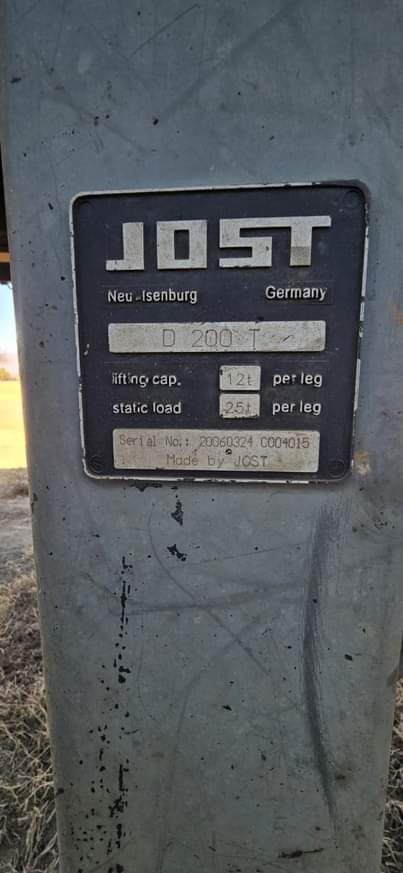 JOST
Neu-Isenburg Germany
D 200 T
lifting cap. 12t per leg
static load 25t per leg
Serial No.: 20060324 C004015
Made by JOST